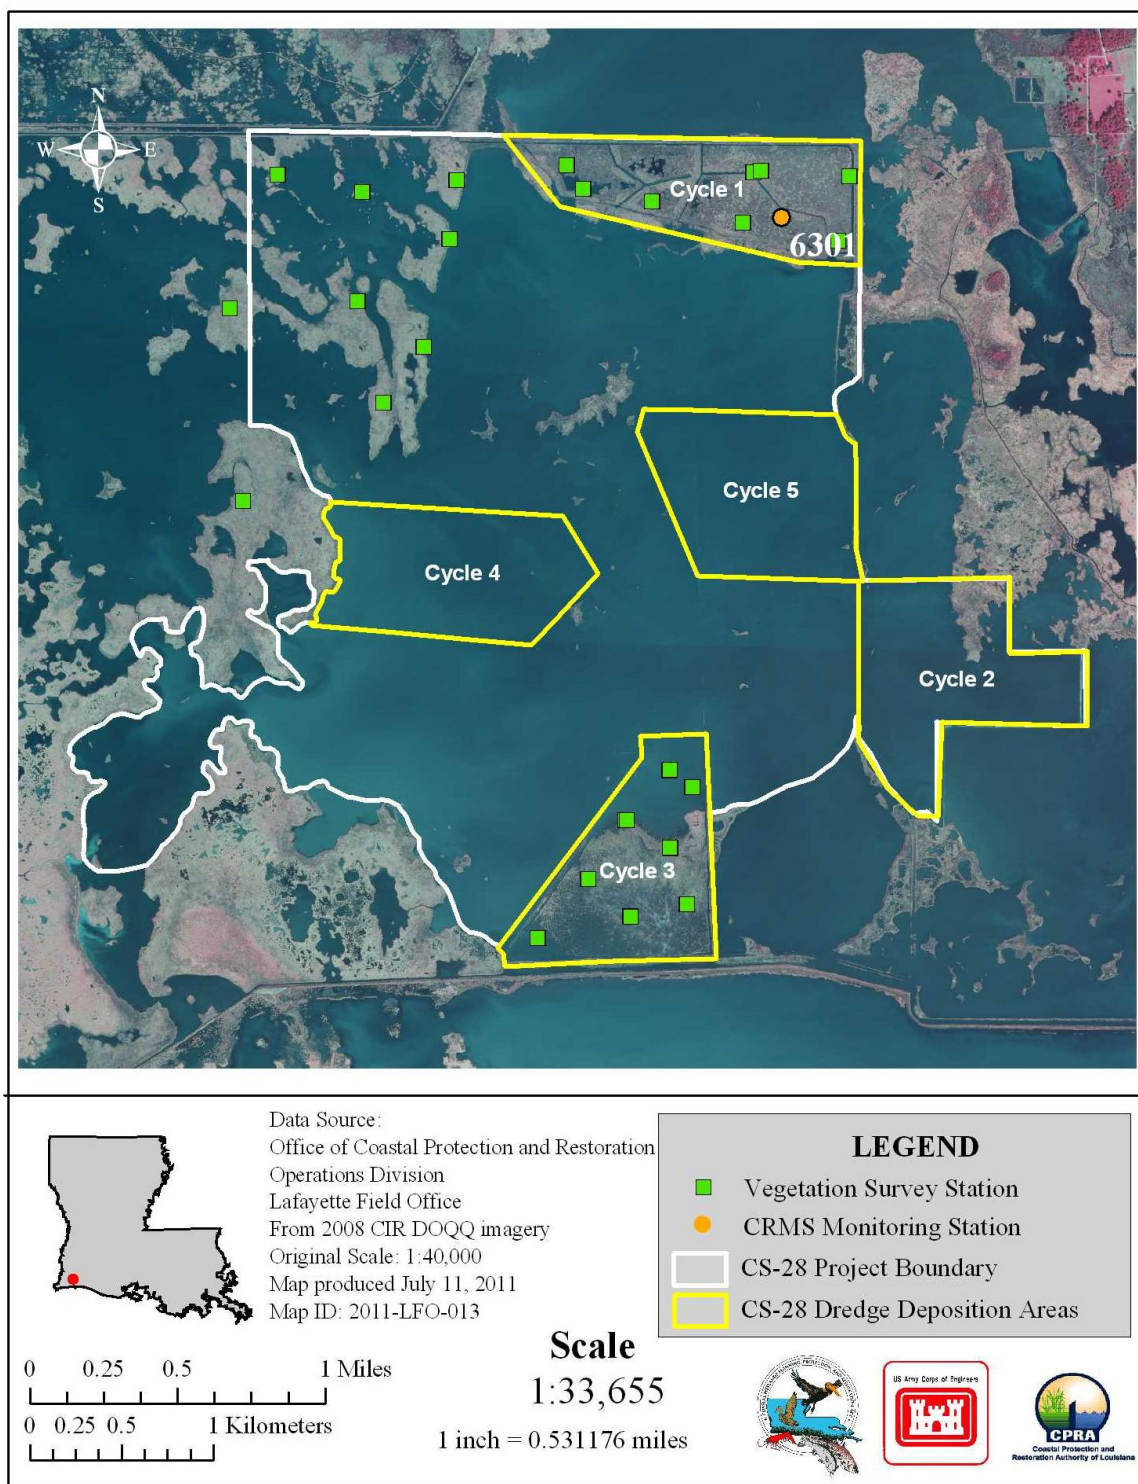 N
W E
S
Cycle 1
6301
Cycle 5
Cycle 4
Cycle 2
Cycle 3
Data Source:
Office of Coastal Protection and Restoration
Operations Division
Lafayette Field Office
From 2008 CIR DOQQ imagery
Original Scale: 1:40,000
Map produced July 11, 2011
Map ID: 2011-LFO-013
LEGEND
Vegetation Survey Station
CRMS Monitoring Station
CS-28 Project Boundary
CS-28 Dredge Deposition Areas
0 0.25 0.5 1 Miles
0 0.25 0.5 1 Kilometers
Scale
1:33,655
1 inch = 0.531176 miles
US Army Corps of Engineers
CPRA
Coastal Protection and
Restoration Authority of Louisiana